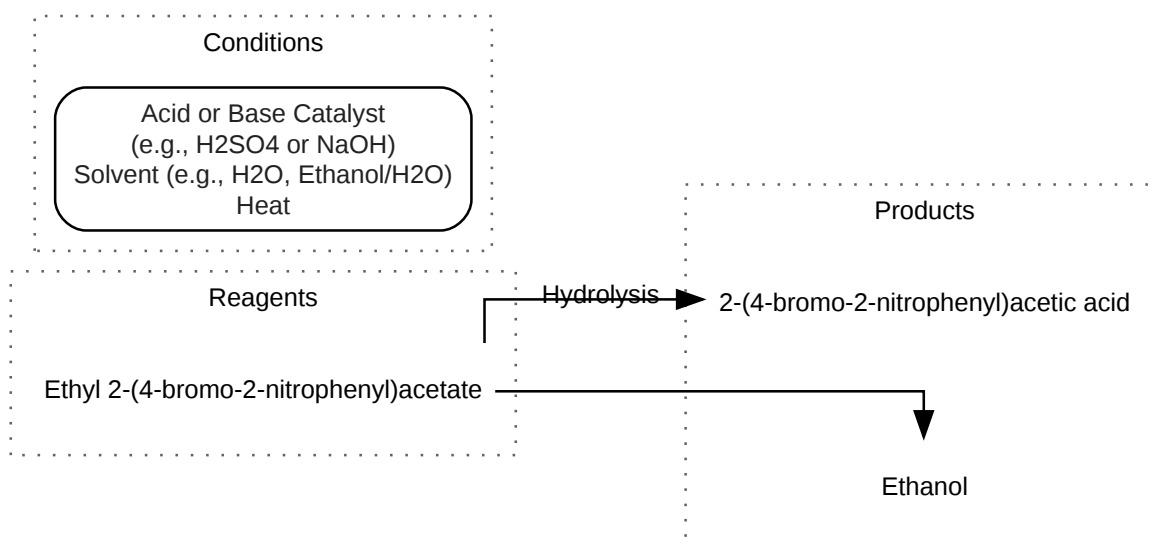 Conditions
Acid or Base Catalyst
(e.g., H2SO4 or NaOH)
Solvent (e.g., H2O, Ethanol/H2O)
Heat
Products
Reagents
Hydrolysis
2-(4-bromo-2-nitrophenyl)acetic acid
Ethyl 2-(4-bromo-2-nitrophenyl)acetate
Ethanol